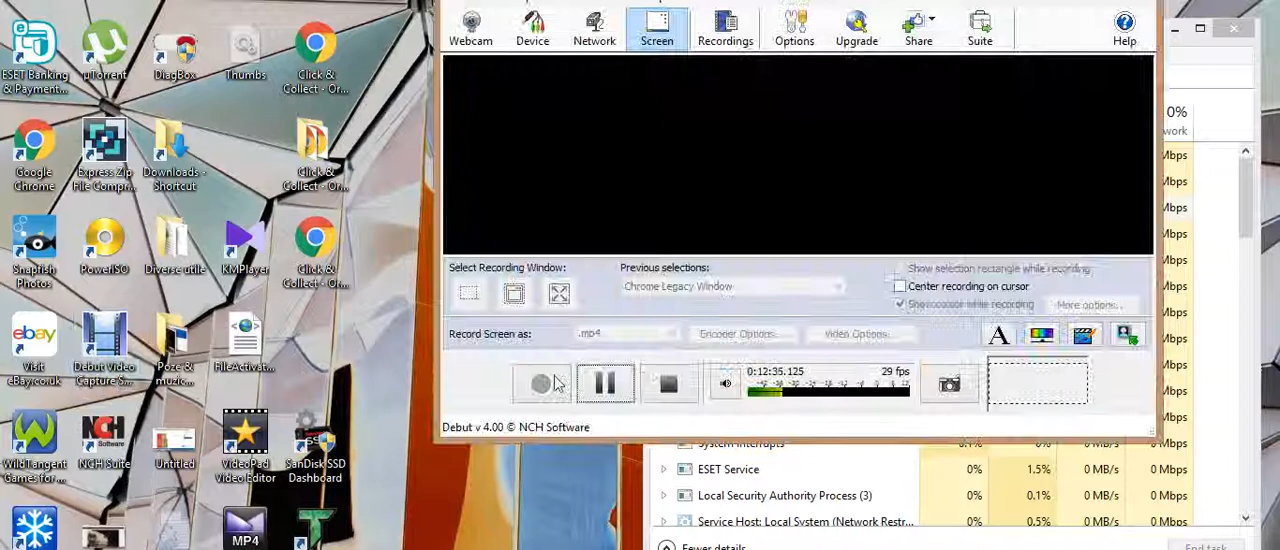 ESET Banking
& Payment...
µTorrent
DiagBox
Thumbs
Click &
Collect - Or...
Google
Chrome
Express Zip
File Compr...
Downloads -
Shortcut
Click &
Collect - Or...
Snapfish
Photos
PowerISO
Diverse utile
KMPlayer
Click &
Collect - Or...
ebay
Visit
eBay.co.uk
Debut Video
Capture S...
Poze &
muzic...
FileActivat...
WildTangent
Games for...
NCH
NCH Suite
Untitled
VideoPad
Video Editor
SanDisk SSD
Dashboard
MP4
Webcam
Device
Network
Screen
Recordings
Options
Upgrade
Share
Suite
Help
Select Recording Window:
Previous selections:
Chrome Legacy Window
Show selection rectangle while recording
Center recording on cursor
Show cursor while recording
More options...
Record Screen as:
.mp4
Encoder Options...
Video Options...
A
0:12:35.125
29 fps
Debut v 4.00 © NCH Software
0%
work
Mbps
Mbps
Mbps
Mbps
Mbps
Mbps
Mbps
Mbps
Mbps
Mbps
Mbps
System interrupts 0.1% 0% 0 MB/s 0 Mbps
ESET Service 0% 1.5% 0 MB/s 0 Mbps
Local Security Authority Process (3) 0% 0.1% 0 MB/s 0 Mbps
Service Host: Local System (Network Restr... 0% 0.5% 0 MB/s 0 Mbps
Fewer details
End task